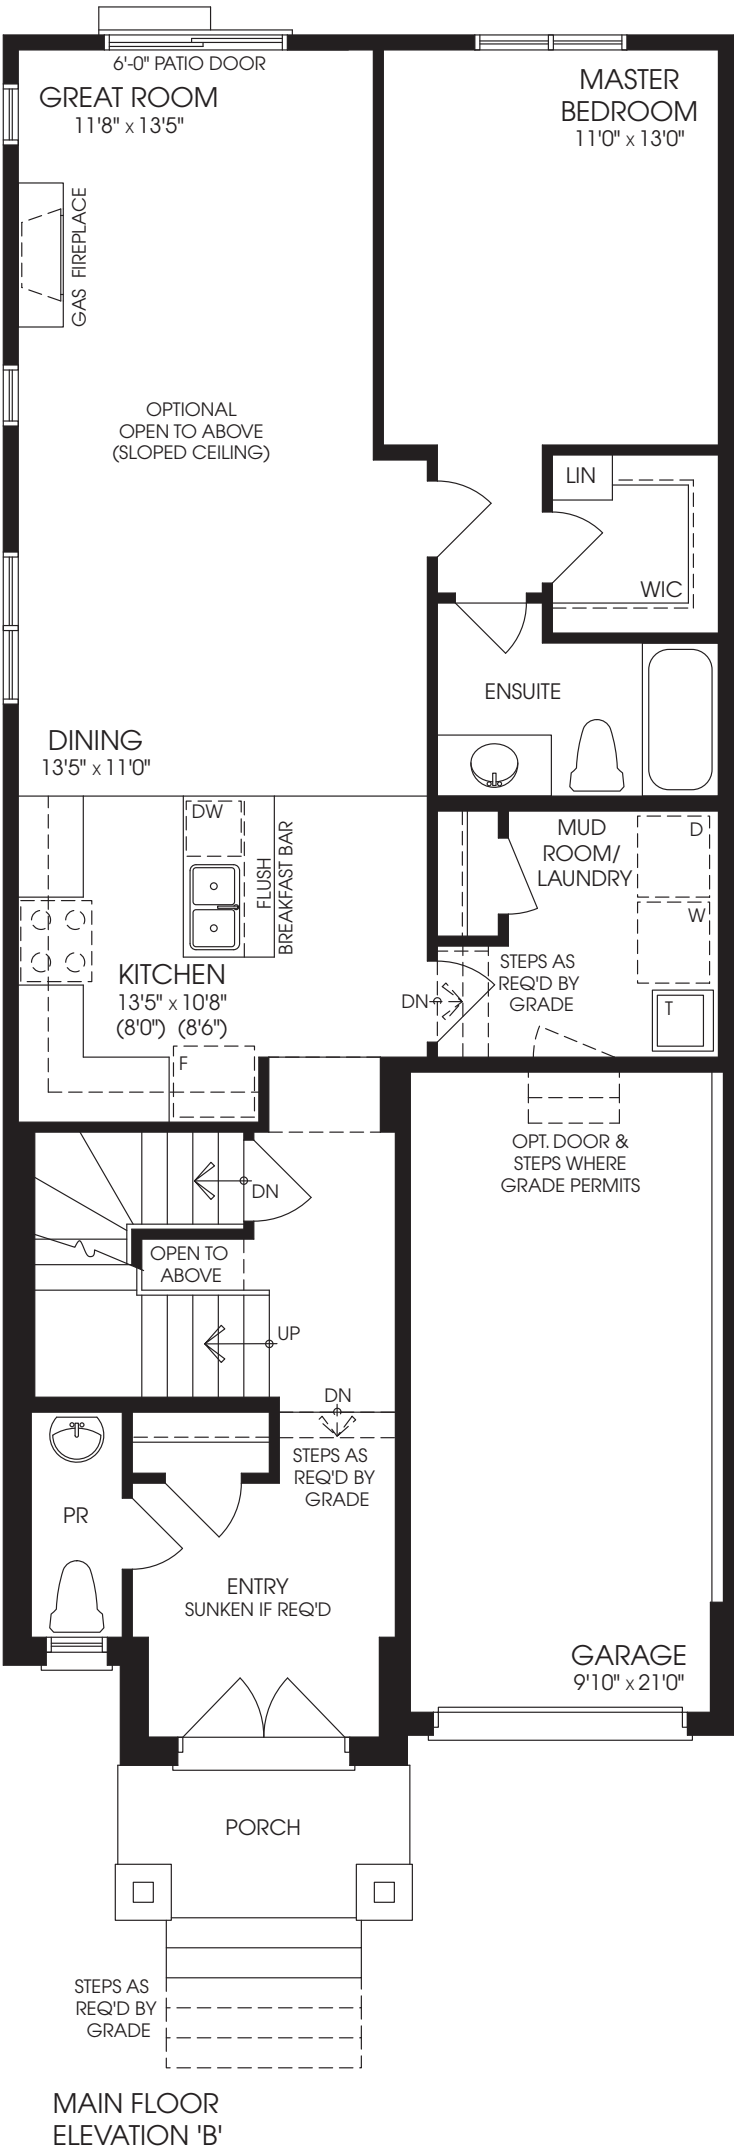 6'-0" PATIO DOOR
GREAT ROOM
11'8" x 13'5"
MASTER
BEDROOM
11'0" x 13'0"
GAS FIREPLACE
OPTIONAL
OPEN TO ABOVE
(SLOPED CEILING)
LIN
WIC
ENSUITE
DINING
13'5" x 11'0"
DW
FLUSH
BREAKFAST BAR
MUD
ROOM/
LAUNDRY
D
W
KITCHEN
13'5" x 10'8"
(8'0") (8'6")
DN
STEPS AS
REQ'D BY
GRADE
T
F
OPT. DOOR &
STEPS WHERE
GRADE PERMITS
DN
OPEN TO
ABOVE
UP
DN
STEPS AS
REQ'D BY
GRADE
PR
ENTRY
SUNKEN IF REQ'D
GARAGE
9'10" x 21'0"
PORCH
STEPS AS
REQ'D BY
GRADE
MAIN FLOOR
ELEVATION 'B'